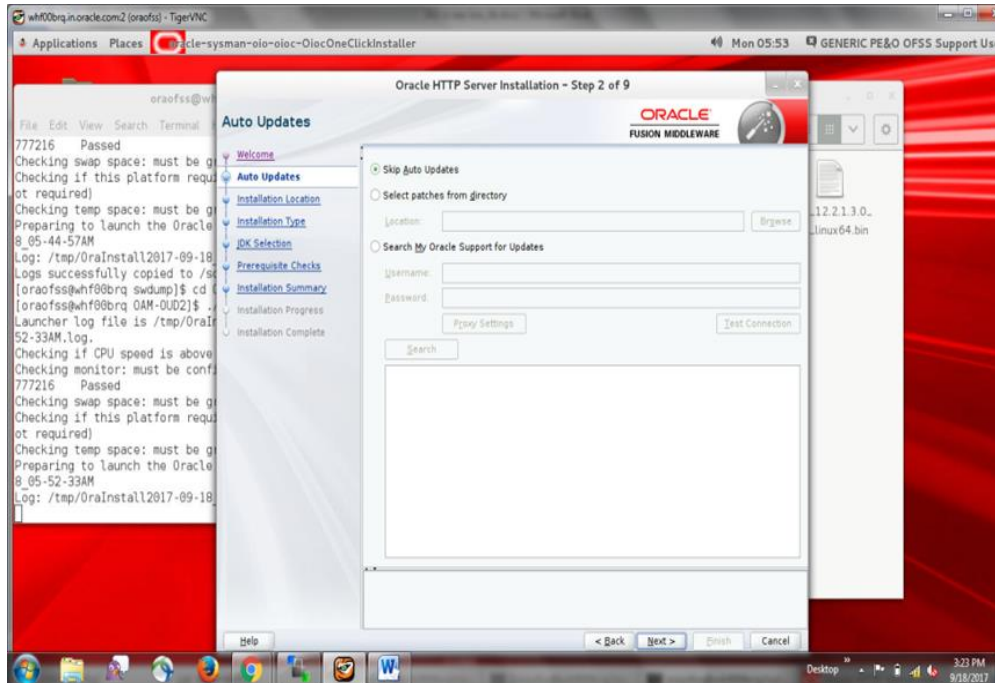 whf00brq.in.oracle.com:2 (oraofss) - TigerVNC
Applications Places oracle-sysman-oio-oioc-OiocOneClickInstaller Mon 05:53 GENERIC PE&O OFSS Support Us
oraofss@wh
File Edit View Search Terminal
777216 Passed
Checking swap space: must be g
Checking if this platform requi
ot required)
Checking temp space: must be g
Preparing to launch the Oracle
8_05-44-57AM
Log: /tmp/OraInstall2017-09-18_
Logs successfully copied to /sc
[oraofss@whf00brq swdump]$ cd
[oraofss@whf00brq OAM-OUD2]$ ./
Launcher log file is /tmp/OraIn
52-33AM.log.
Checking if CPU speed is above
Checking monitor: must be conf
777216 Passed
Checking swap space: must be g
Checking if this platform requi
ot required)
Checking temp space: must be g
Preparing to launch the Oracle
8_05-52-33AM
Log: /tmp/OraInstall2017-09-18_
Oracle HTTP Server Installation - Step 2 of 9
Auto Updates
ORACLE
FUSION MIDDLEWARE
Welcome
Auto Updates
Installation Location
Installation Type
JDK Selection
Prerequisite Checks
Installation Summary
Installation Progress
Installation Complete
Skip Auto Updates
Select patches from directory
Location: Browse
Search My Oracle Support for Updates
Username:
Password:
Proxy Settings Test Connection
Search
Help < Back Next > Finish Cancel
_12.2.1.3.0_
_linux64.bin
Desktop
3:23 PM
9/18/2017